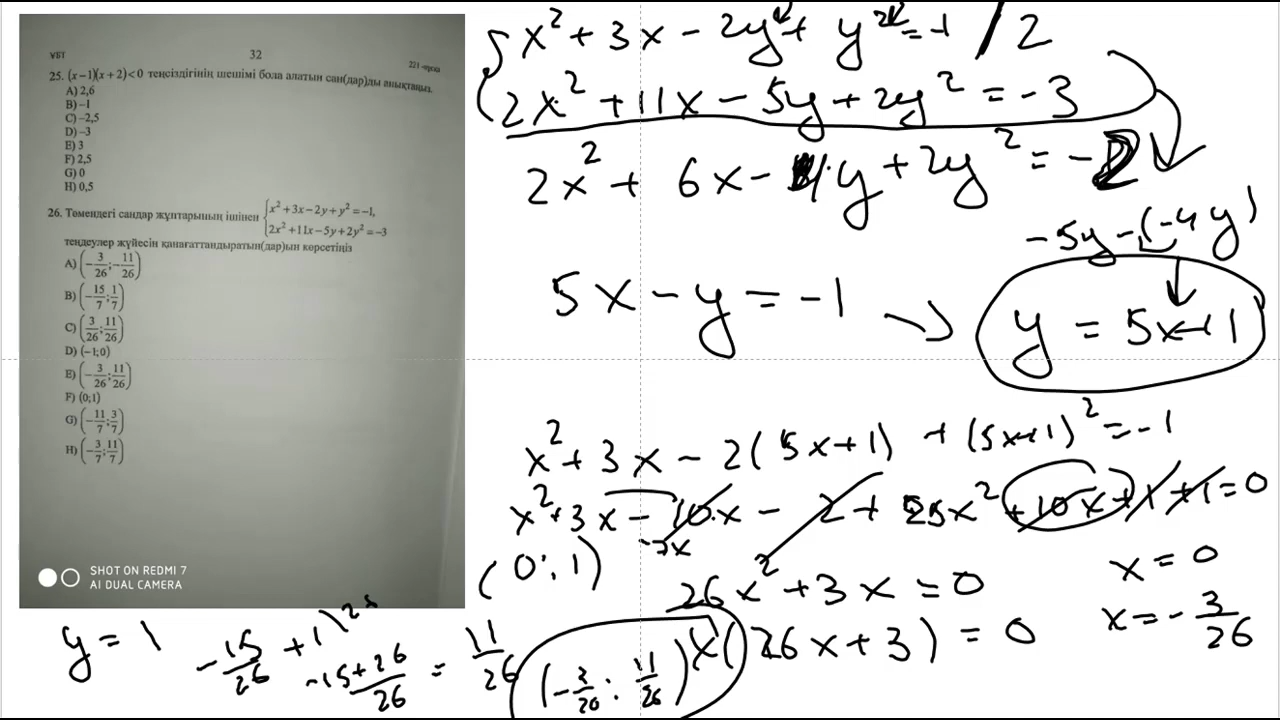 ҰБТ 32 221-нұсқа
25. (x−1)(x+2)<0 теңсіздігінің шешімі бола алатын сан(дар)ды анықтаңыз.
A) 2,6
B) −1
C) −2,5
D) −3
E) 3
F) 2,5
G) 0
H) 0,5
26. Төмендегі сандар жұптарының ішінен { x²+3x−2y+y²=−1,
2x²+11x−5y+2y²=−3
теңдеулер жүйесін қанағаттандыратын(дар)ын көрсетіңіз
A) (−3/26; −11/26)
B) (−15/7; 1/7)
C) (3/26; 11/26)
D) (−1;0)
E) (−3/26; 11/26)
F) (0;1)
G) (−11/7; 3/7)
H) (−3/7; 11/7)
SHOT ON REDMI 7
AI DUAL CAMERA
x² + 3x − 2y + y² = −1 / 2
2x² + 11x − 5y + 2y² = −3
2x² + 6x − 4y + 2y² = −2
−5y − (−4y)
5x − y = −1 → y = 5x+1
x² + 3x − 2(5x+1) + (5x+1)² = −1
x² + 3x − 10x − 2 + 25x² + 10x + 1 + 1 = 0
−7x
(0; 1)
26x² + 3x = 0
x = 0
x(26x+3) = 0
x = −3/26
y = 1
−15/26 + 1) 26
−15+26/26 = 11/26
(−3/26 ; 11/26)